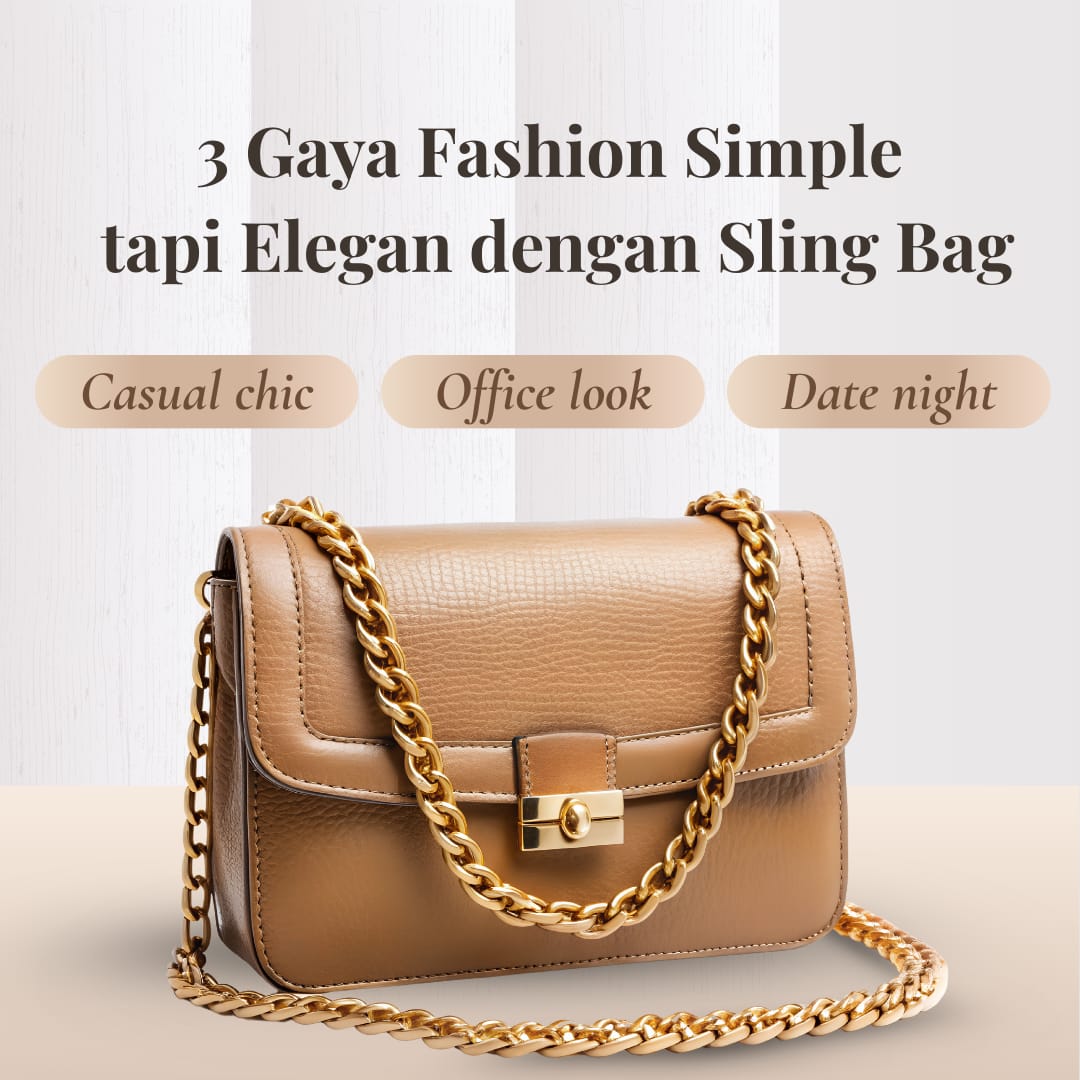 3 Gaya Fashion Simple
tapi Elegan dengan Sling Bag
Casual chic
Office look
Date night